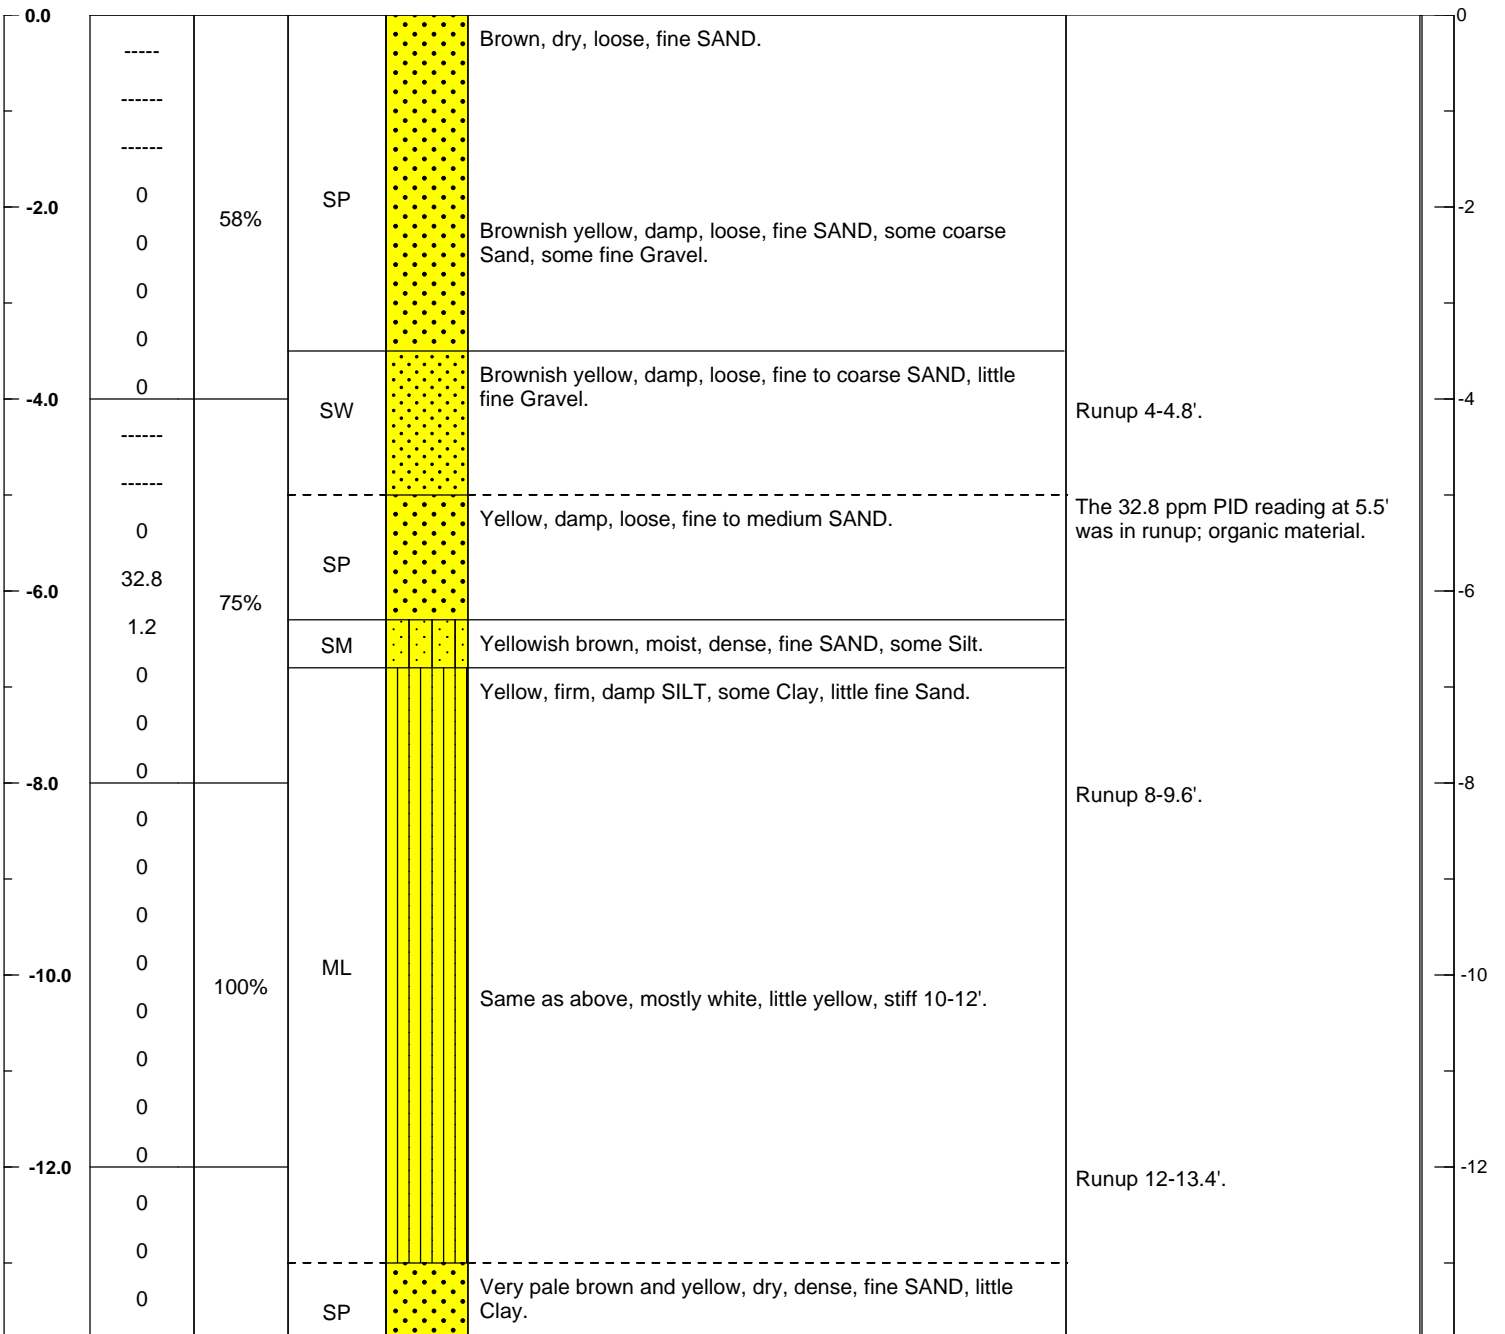 0.0
0
Brown, dry, loose, fine SAND.
-----
------
------
0
SP
-2.0
-2
58%
Brownish yellow, damp, loose, fine SAND, some coarse
Sand, some fine Gravel.
0
0
0
0
Brownish yellow, damp, loose, fine to coarse SAND, little
fine Gravel.
-4.0
-4
SW
Runup 4-4.8'.
------
------
The 32.8 ppm PID reading at 5.5'
was in runup; organic material.
Yellow, damp, loose, fine to medium SAND.
0
SP
32.8
-6.0
-6
75%
1.2
SM
Yellowish brown, moist, dense, fine SAND, some Silt.
0
Yellow, firm, damp SILT, some Clay, little fine Sand.
0
0
-8.0
-8
Runup 8-9.6'.
0
0
0
0
ML
-10.0
-10
100%
Same as above, mostly white, little yellow, stiff 10-12'.
0
0
0
0
-12.0
-12
Runup 12-13.4'.
0
0
Very pale brown and yellow, dry, dense, fine SAND, little
Clay.
0
SP